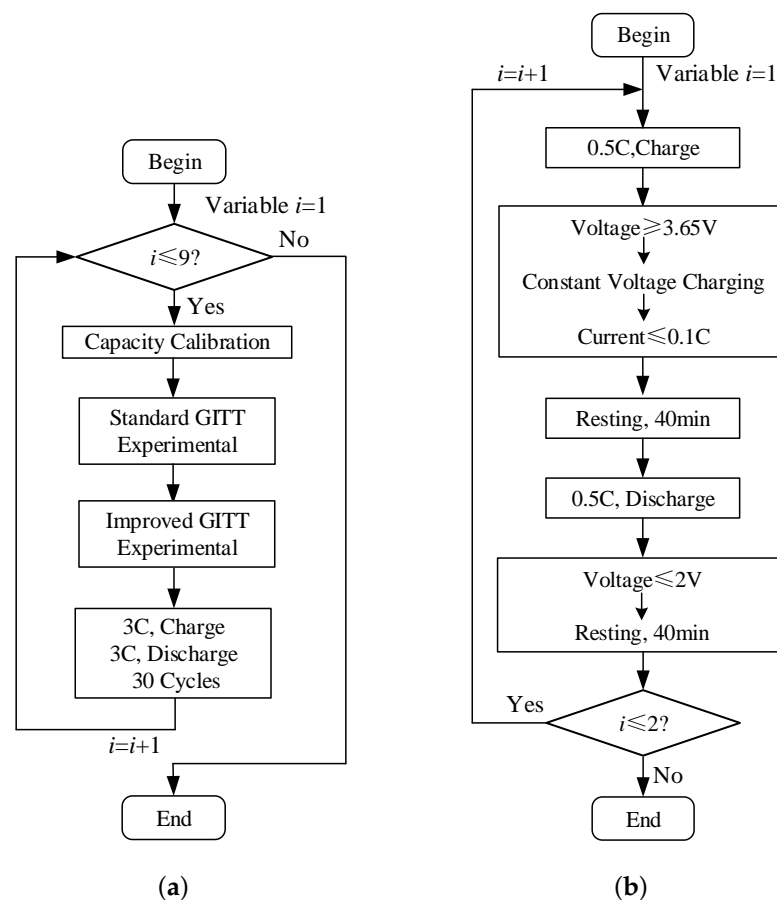 Begin
Variable i=1
i≤9?
No
Yes
Capacity Calibration
Standard GITT
Experimental
Improved GITT
Experimental
3C, Charge
3C, Discharge
30 Cycles
i=i+1
End
(a)
Begin
i=i+1
Variable i=1
0.5C,Charge
Voltage≥3.65V
Constant Voltage Charging
Current≤0.1C
Resting, 40min
0.5C, Discharge
Voltage≤2V
Resting, 40min
Yes
i≤2?
No
End
(b)